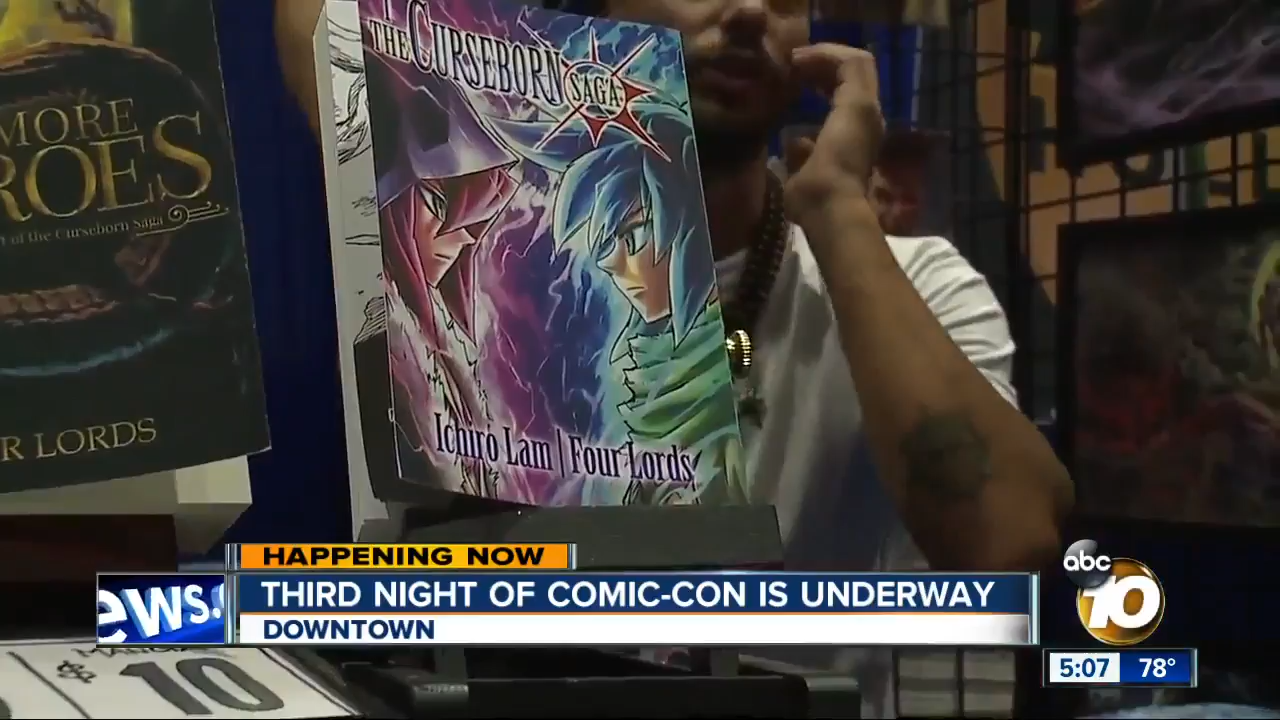 MORE
ROES
of the Curseborn Saga
R LORDS
THE CURSEBORN
SAGA
Ichiro Lam | Four Lords
HAPPENING NOW
ews.
THIRD NIGHT OF COMIC-CON IS UNDERWAY
DOWNTOWN
abc
10
5:07 78°
$10